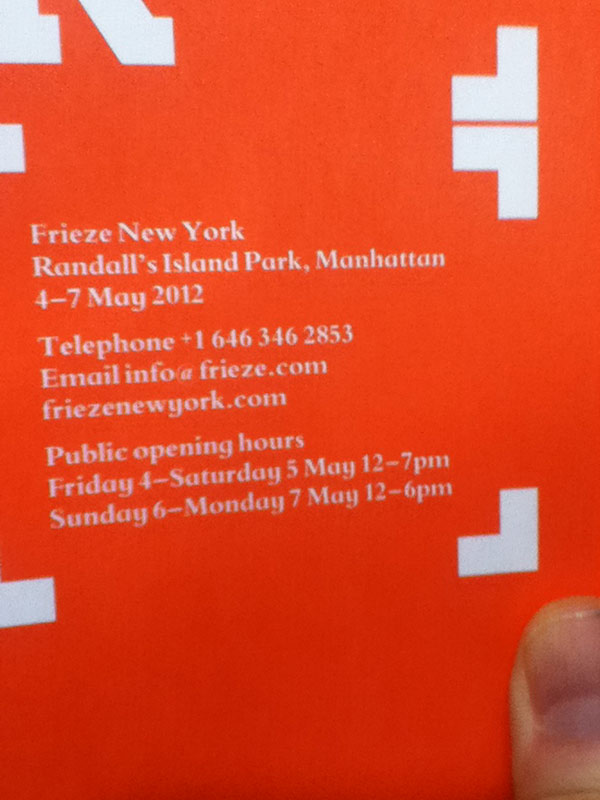 Frieze New York
Randall's Island Park, Manhattan
4–7 May 2012
Telephone +1 646 346 2853
Email info@frieze.com
friezenewyork.com
Public opening hours
Friday 4–Saturday 5 May 12–7pm
Sunday 6–Monday 7 May 12–6pm